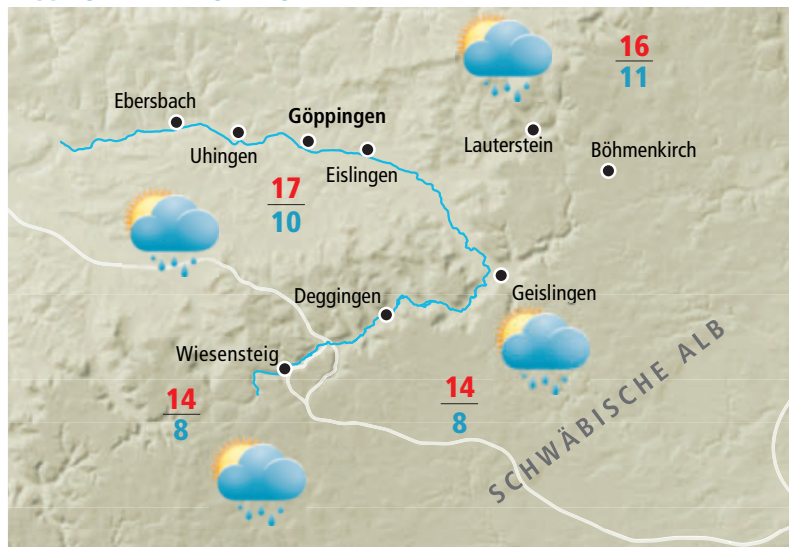 16
11
Ebersbach
Göppingen
Uhingen
Eislingen
Lauterstein
Böhmenkirch
17
10
Deggingen
Geislingen
Wiesensteig
14
8
14
8
SCHWÄBISCHE ALB